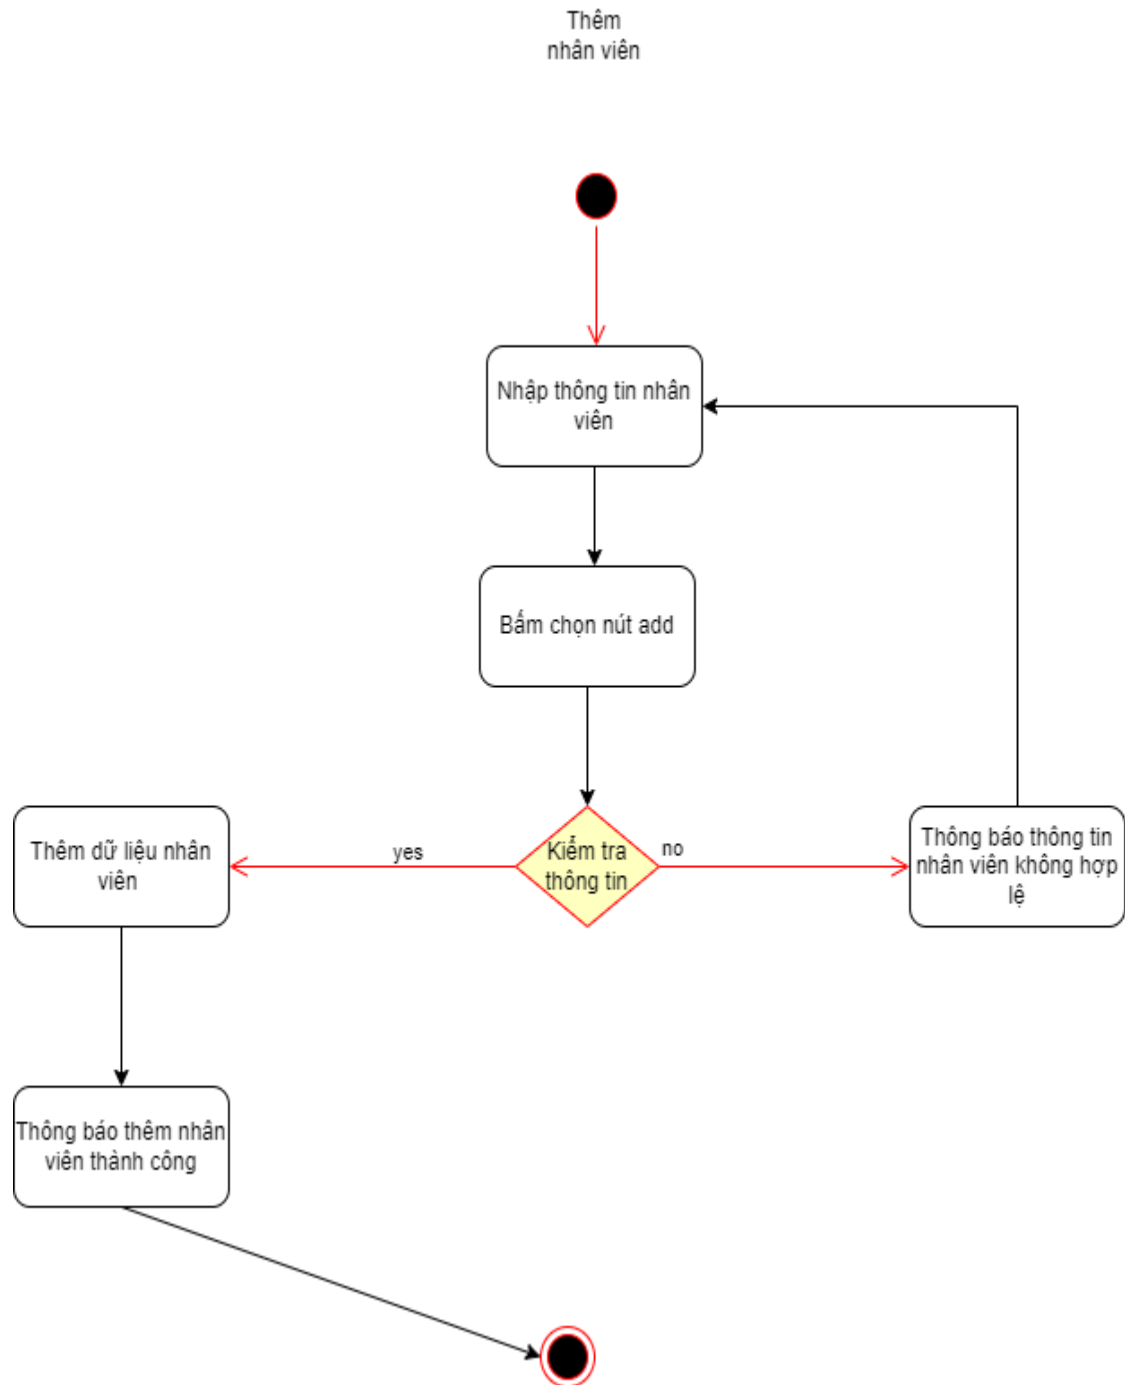 Thêm
nhân viên
Nhập thông tin nhân
viên
Bấm chọn nút add
Kiểm tra
thông tin
yes
no
Thêm dữ liệu nhân
viên
Thông báo thông tin
nhân viên không hợp
lệ
Thông báo thêm nhân
viên thành công